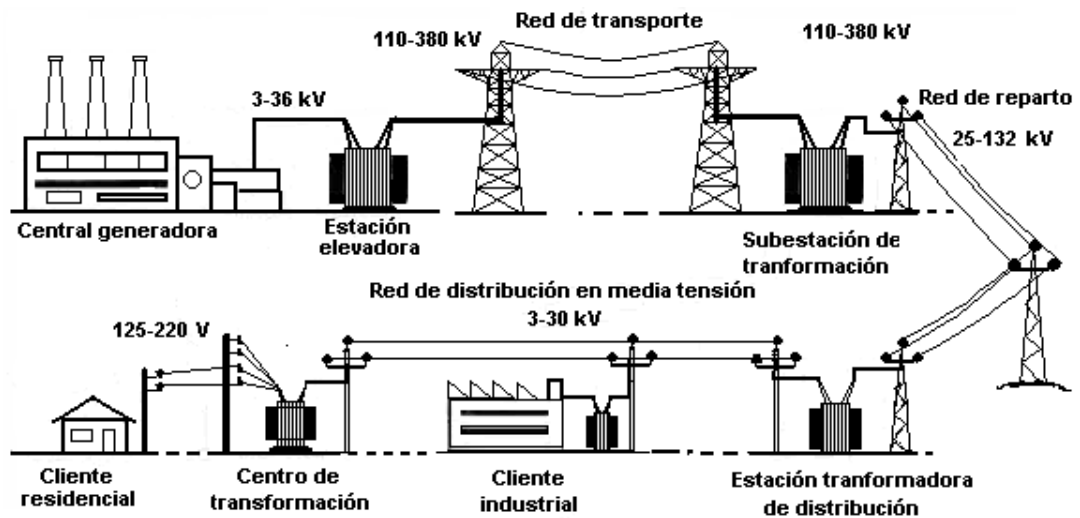 Red de transporte
110-380 kV
110-380 kV
3-36 kV
Red de reparto
25-132 kV
Central generadora
Estación
elevadora
Subestación de
tranformación
Red de distribución en media tensión
3-30 kV
125-220 V
Cliente
residencial
Centro de
transformación
Cliente
industrial
Estación tranformadora
de distribución